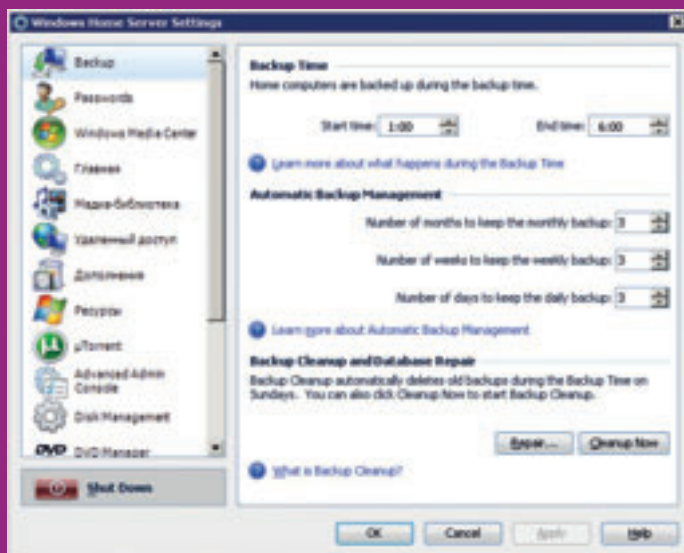 Windows Home Server Settings
Backup
Passwords
Windows Media Center
Главная
Медиа-библиотека
Удаленный доступ
Дополнения
Ресурсы
µTorrent
Advanced Admin
Console
Disk Management
DVD DVD Manager
Shut Down
Backup Time
Home computers are backed up during the backup time.
Start time: 1:00 End time: 6:00
Learn more about what happens during the Backup Time
Automatic Backup Management
Number of months to keep the monthly backup: 3
Number of weeks to keep the weekly backup: 3
Number of days to keep the daily backup: 3
Learn more about Automatic Backup Management
Backup Cleanup and Database Repair
Backup Cleanup automatically deletes old backups during the Backup Time on
Sundays. You can also click Cleanup Now to start Backup Cleanup.
Repair... Cleanup Now
What is Backup Cleanup?
OK Cancel Apply Help